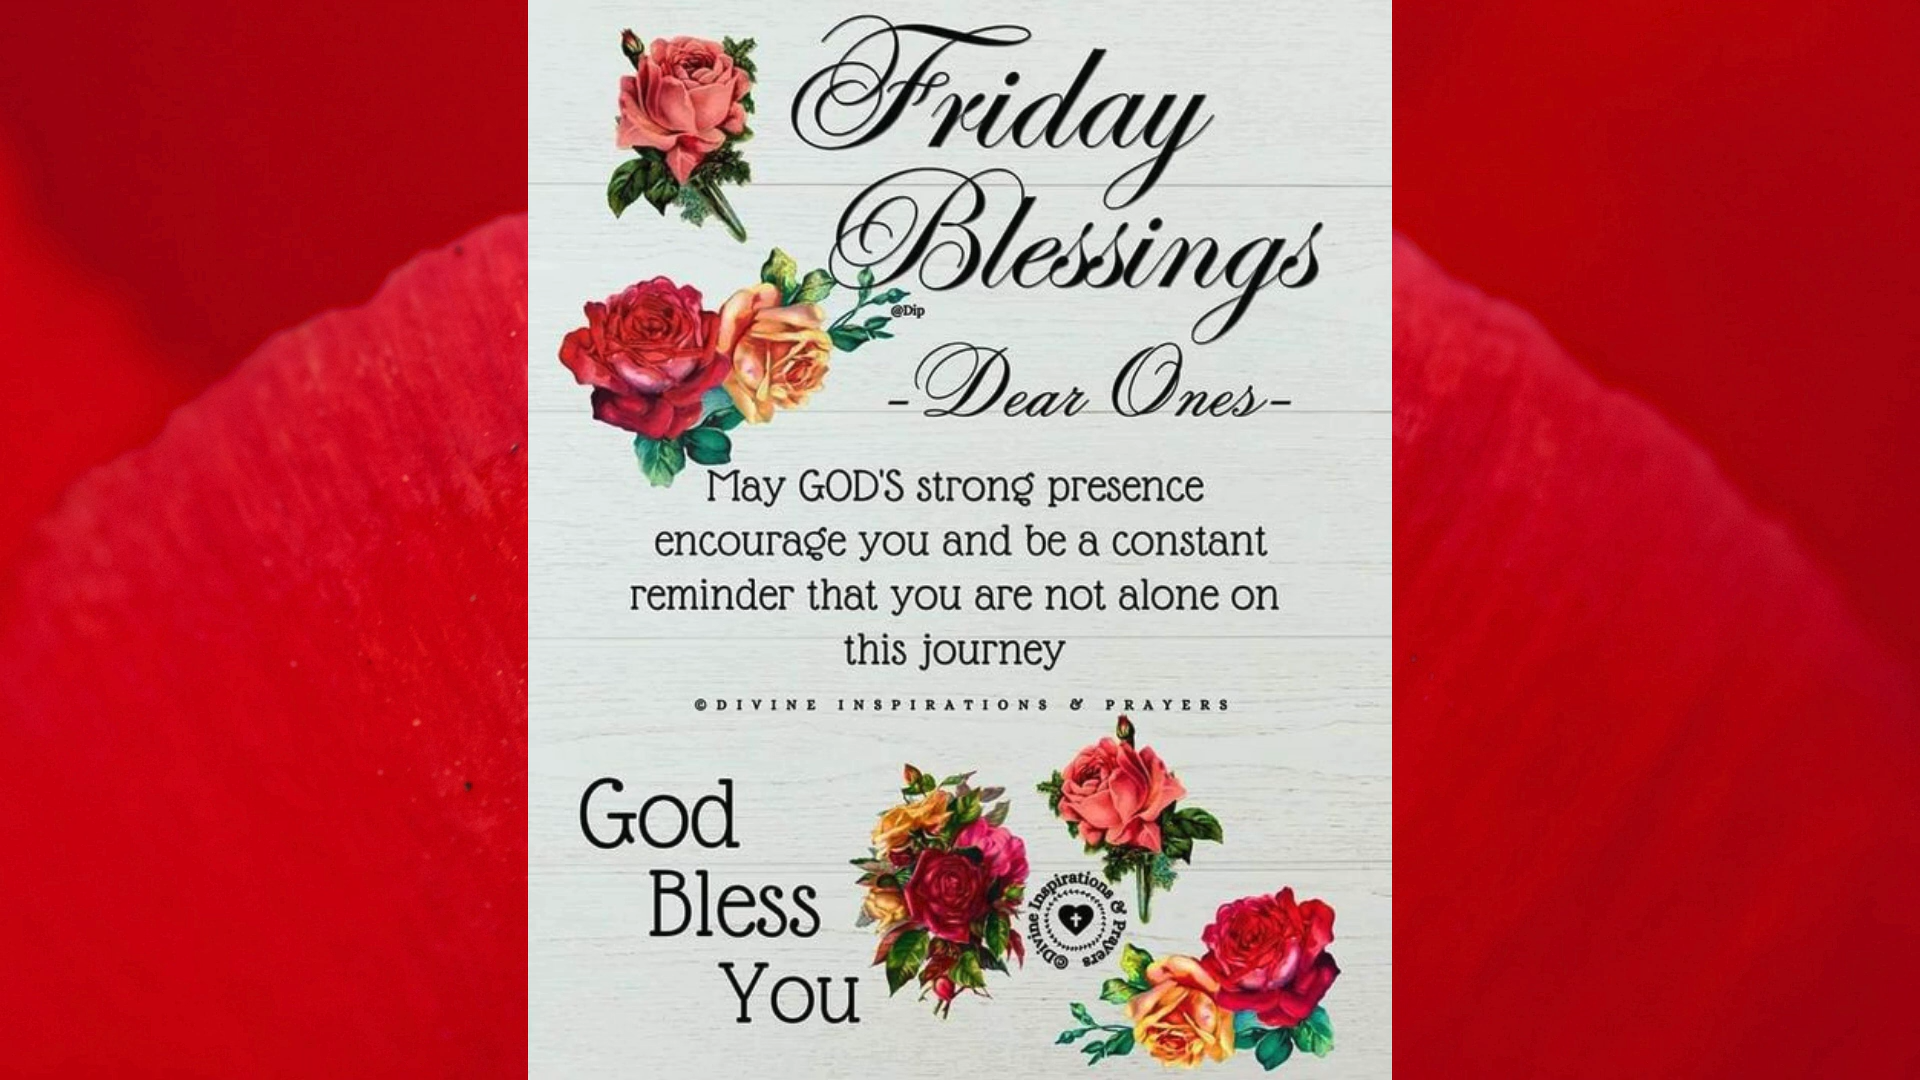 Friday
Blessings
@Dip
-Dear Ones-
May GOD'S strong presence
encourage you and be a constant
reminder that you are not alone on
this journey
©DIVINE INSPIRATIONS & PRAYERS
God
Bless
You
©Divine Inspirations & Prayers